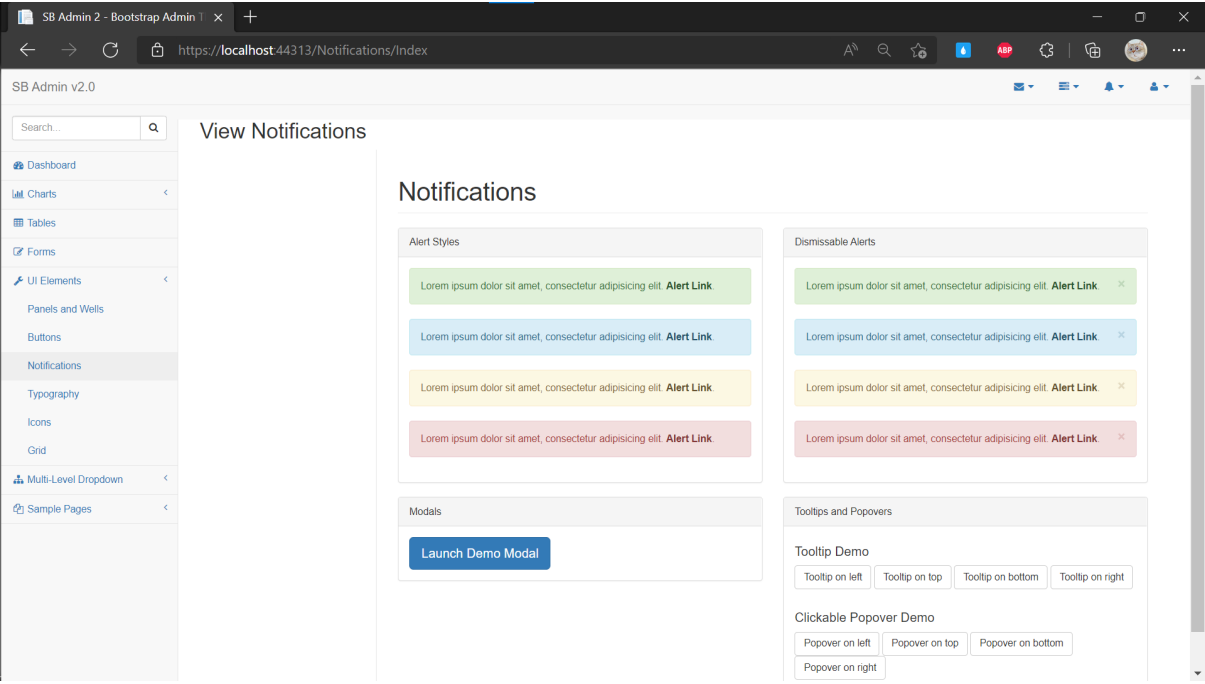 SB Admin 2 - Bootstrap Admin T
https://localhost:44313/Notifications/Index
ABP
SB Admin v2.0
Search...
View Notifications
Dashboard
Charts
Tables
Forms
UI Elements
Panels and Wells
Buttons
Notifications
Typography
Icons
Grid
Multi-Level Dropdown
Sample Pages
Notifications
Alert Styles
Lorem ipsum dolor sit amet, consectetur adipisicing elit. Alert Link.
Lorem ipsum dolor sit amet, consectetur adipisicing elit. Alert Link.
Lorem ipsum dolor sit amet, consectetur adipisicing elit. Alert Link.
Lorem ipsum dolor sit amet, consectetur adipisicing elit. Alert Link.
Dismissable Alerts
Lorem ipsum dolor sit amet, consectetur adipisicing elit. Alert Link. ×
Lorem ipsum dolor sit amet, consectetur adipisicing elit. Alert Link. ×
Lorem ipsum dolor sit amet, consectetur adipisicing elit. Alert Link. ×
Lorem ipsum dolor sit amet, consectetur adipisicing elit. Alert Link. ×
Modals
Launch Demo Modal
Tooltips and Popovers
Tooltip Demo
Tooltip on left Tooltip on top Tooltip on bottom Tooltip on right
Clickable Popover Demo
Popover on left Popover on top Popover on bottom
Popover on right